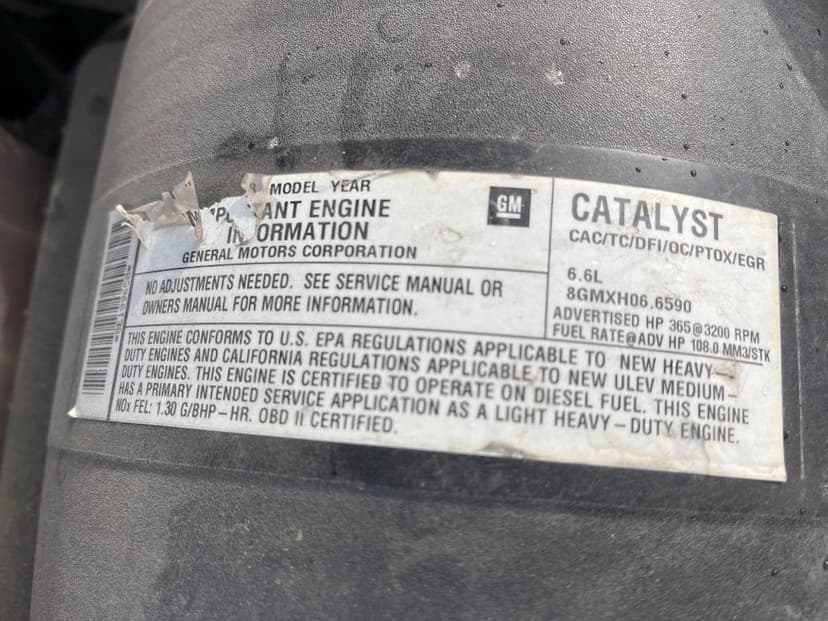 MODEL YEAR
ANT ENGINE
INFORMATION
GENERAL MOTORS CORPORATION
GM
NO ADJUSTMENTS NEEDED. SEE SERVICE MANUAL OR
OWNERS MANUAL FOR MORE INFORMATION.
CATALYST
CAC/TC/DFI/OC/PTOX/EGR
6.6L
8GMXH06.6590
ADVERTISED HP 365@3200 RPM
FUEL RATE@ADV HP 108.0 MM3/STK
THIS ENGINE CONFORMS TO U.S. EPA REGULATIONS APPLICABLE TO NEW HEAVY-
DUTY ENGINES AND CALIFORNIA REGULATIONS APPLICABLE TO NEW ULEV MEDIUM-
DUTY ENGINES. THIS ENGINE IS CERTIFIED TO OPERATE ON DIESEL FUEL. THIS ENGINE
HAS A PRIMARY INTENDED SERVICE APPLICATION AS A LIGHT HEAVY-DUTY ENGINE.
NOx FEL: 1.30 G/BHP-HR. OBD II CERTIFIED.